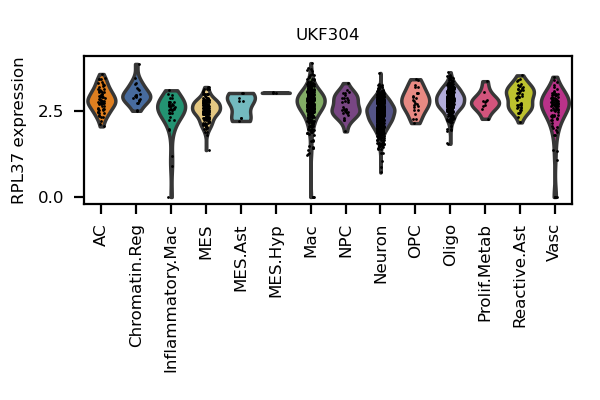 UKF304
RPL37 expression
2.5
0.0
AC
Chromatin.Reg
Inflammatory.Mac
MES
MES.Ast
MES.Hyp
Mac
NPC
Neuron
OPC
Oligo
Prolif.Metab
Reactive.Ast
Vasc